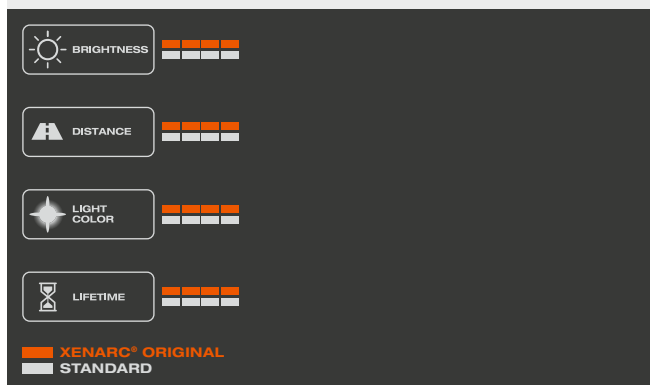 BRIGHTNESS
DISTANCE
LIGHT
COLOR
LIFETIME
XENARC® ORIGINAL
STANDARD